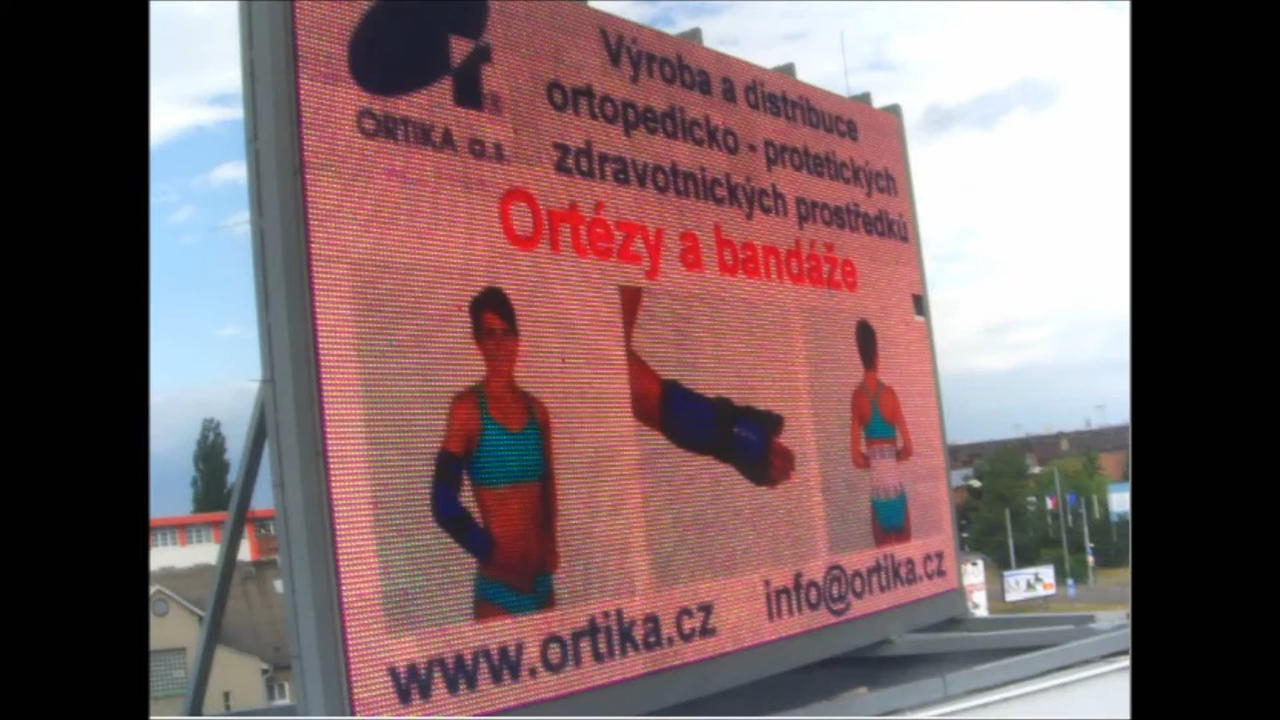 ORTIKA a.s.
Výroba a distribuce
ortopedicko - protetických
zdravotnických prostředků
Ortézy a bandáže
www.ortika.cz
info@ortika.cz